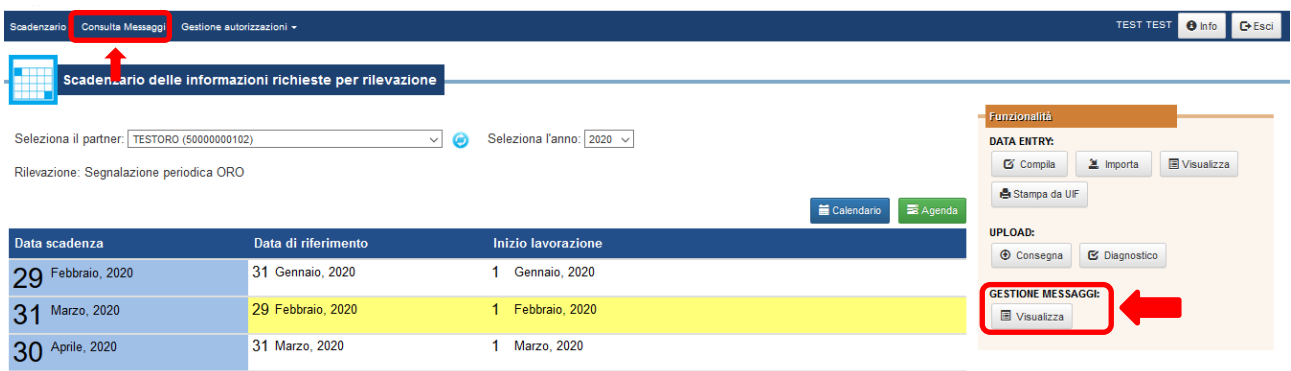 Scadenzario Consulta Messaggi Gestione autorizzazioni TEST TEST Info Esci
Scadenzario delle informazioni richieste per rilevazione
Seleziona il partner: TESTORO (50000000102) Seleziona l'anno: 2020
Rilevazione: Segnalazione periodica ORO
Calendario Agenda
Data scadenza Data di riferimento Inizio lavorazione
29 Febbraio, 2020 31 Gennaio, 2020 1 Gennaio, 2020
31 Marzo, 2020 29 Febbraio, 2020 1 Febbraio, 2020
30 Aprile, 2020 31 Marzo, 2020 1 Marzo, 2020
Funzionalità
DATA ENTRY:
Compila Importa Visualizza
Stampa da UIF
UPLOAD:
Consegna Diagnostico
GESTIONE MESSAGGI:
Visualizza